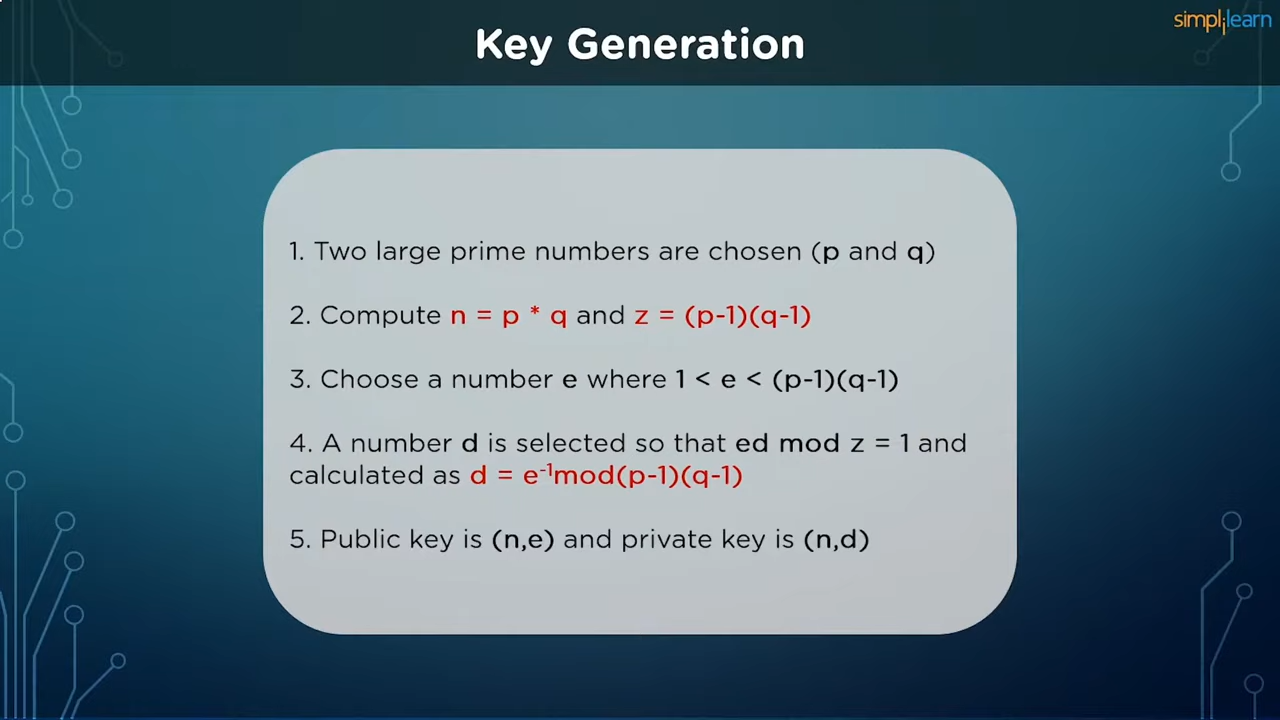 Key Generation
simplilearn
1. Two large prime numbers are chosen (p and q)
2. Compute n = p * q and z = (p-1)(q-1)
3. Choose a number e where 1 < e < (p-1)(q-1)
4. A number d is selected so that ed mod z = 1 and
calculated as d = e⁻¹mod(p-1)(q-1)
5. Public key is (n,e) and private key is (n,d)